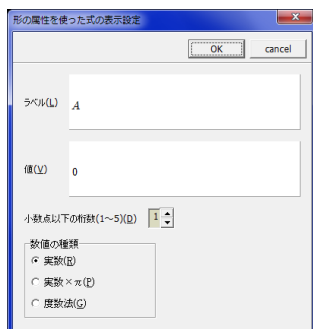 形の属性を使った式の表示設定
OK
cancel
ラベル(L)
A
値(V)
0
小数点以下の桁数(1~5)(D)
1
数値の種類
実数(R)
実数×π(P)
度数法(G)